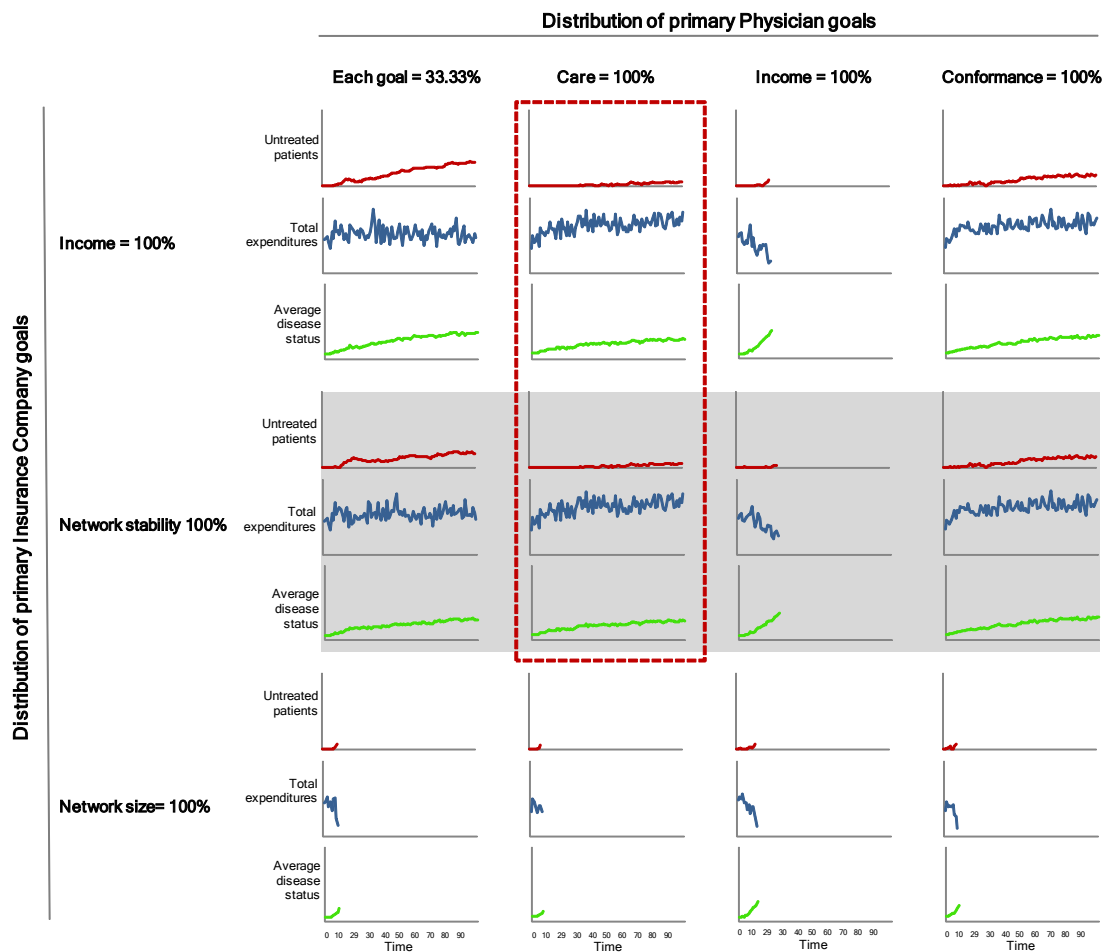 Distribution of primary Physician goals
Each goal = 33.33%
Care = 100%
Income = 100%
Conformance = 100%
Distribution of primary Insurance Company goals
Income = 100%
Untreated
patients
Total
expenditures
Average
disease
status
Network stability 100%
Untreated
patients
Total
expenditures
Average
disease
status
Network size= 100%
Untreated
patients
Total
expenditures
Average
disease
status
0 10 29 30 40 50 60 70 80 90
Time
0 10 29 30 40 50 60 70 80 90
Time
0 10 29 30 40 50 60 70 80 90
Time
0 10 29 30 40 50 60 70 80 90
Time